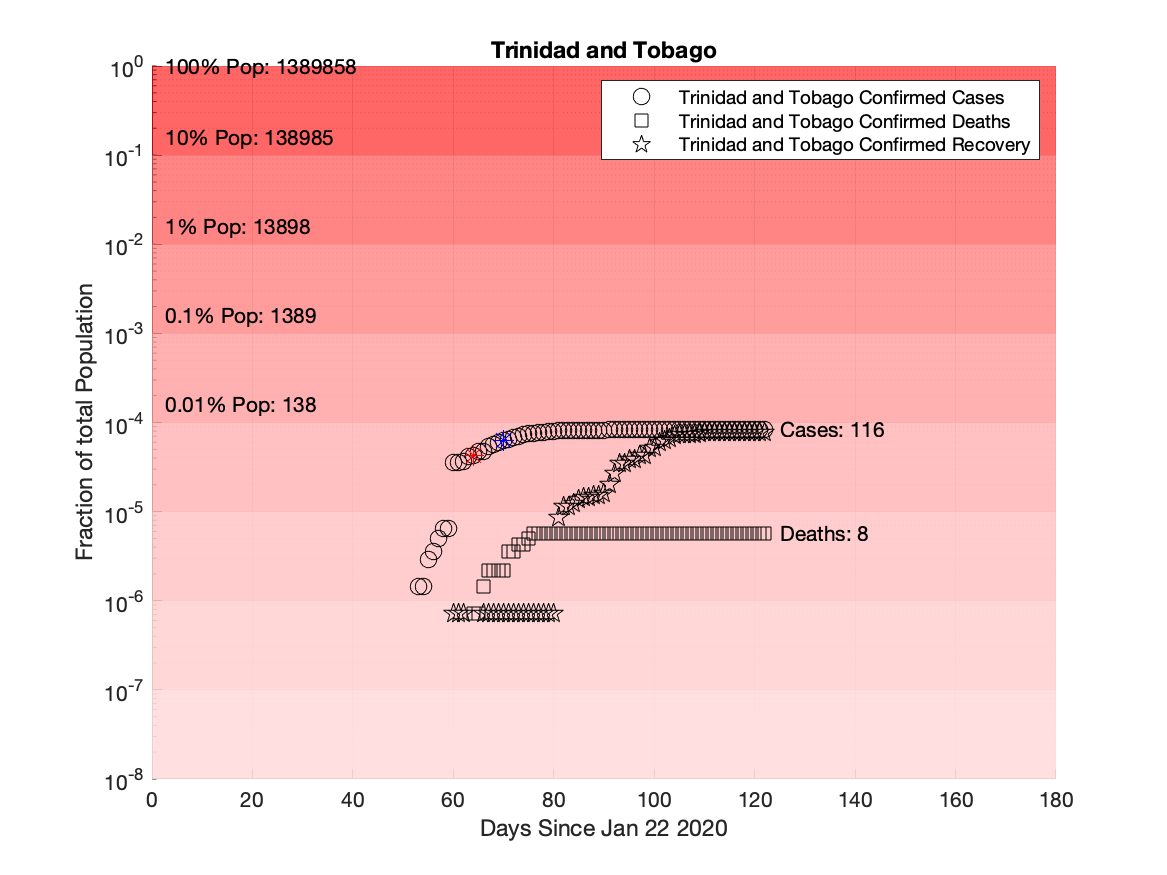 Trinidad and Tobago
10^0
100% Pop: 1389858
Trinidad and Tobago Confirmed Cases
Trinidad and Tobago Confirmed Deaths
Trinidad and Tobago Confirmed Recovery
10% Pop: 138985
10^-1
1% Pop: 13898
10^-2
0.1% Pop: 1389
10^-3
0.01% Pop: 138
10^-4
Cases: 116
10^-5
Deaths: 8
10^-6
10^-7
10^-8
Fraction of total Population
0 20 40 60 80 100 120 140 160 180
Days Since Jan 22 2020